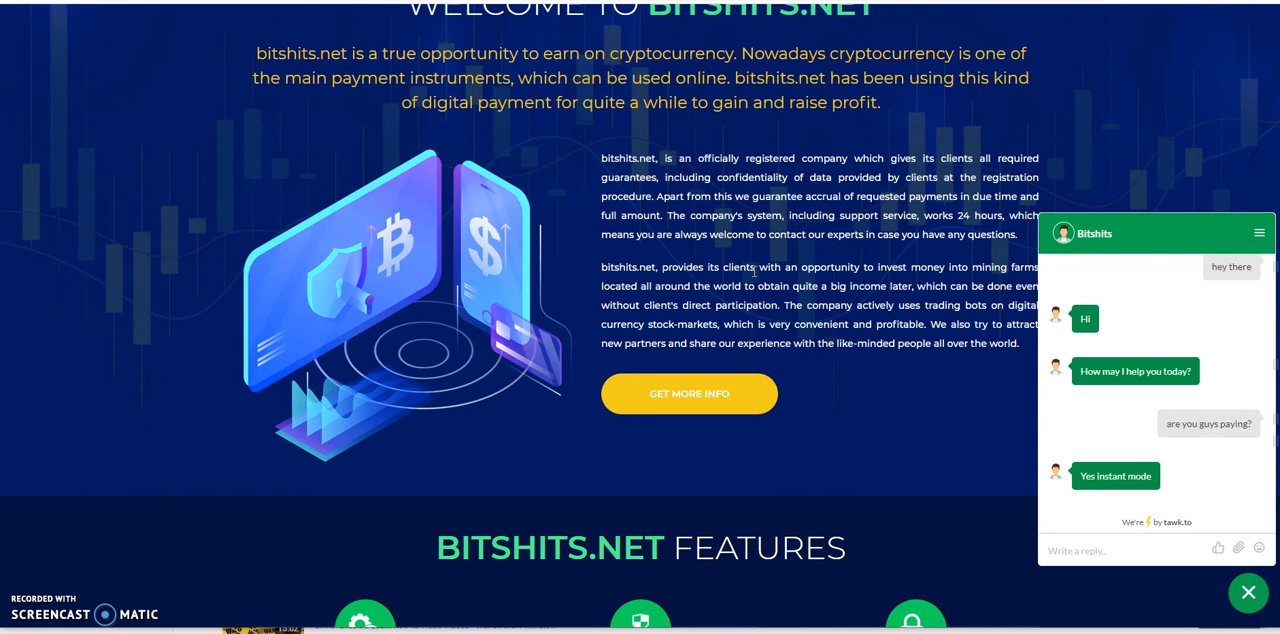 WELCOME TO BITSHITS.NET
bitshits.net is a true opportunity to earn on cryptocurrency. Nowadays cryptocurrency is one of
the main payment instruments, which can be used online. bitshits.net has been using this kind
of digital payment for quite a while to gain and raise profit.
bitshits.net, is an officially registered company which gives its clients all required
guarantees, including confidentiality of data provided by clients at the registration
procedure. Apart from this we guarantee accrual of requested payments in due time and
full amount. The company's system, including support service, works 24 hours, which
means you are always welcome to contact our experts in case you have any questions.
bitshits.net, provides its clients with an opportunity to invest money into mining farms
located all around the world to obtain quite a big income later, which can be done even
without client's direct participation. The company actively uses trading bots on digital
currency stock-markets, which is very convenient and profitable. We also try to attract
new partners and share our experience with the like-minded people all over the world.
GET MORE INFO
Bitshits
hey there
Hi
How may I help you today?
are you guys paying?
Yes instant mode
We're by tawk.to
Write a reply..
BITSHITS.NET FEATURES
RECORDED WITH
SCREENCAST MATIC
15:02